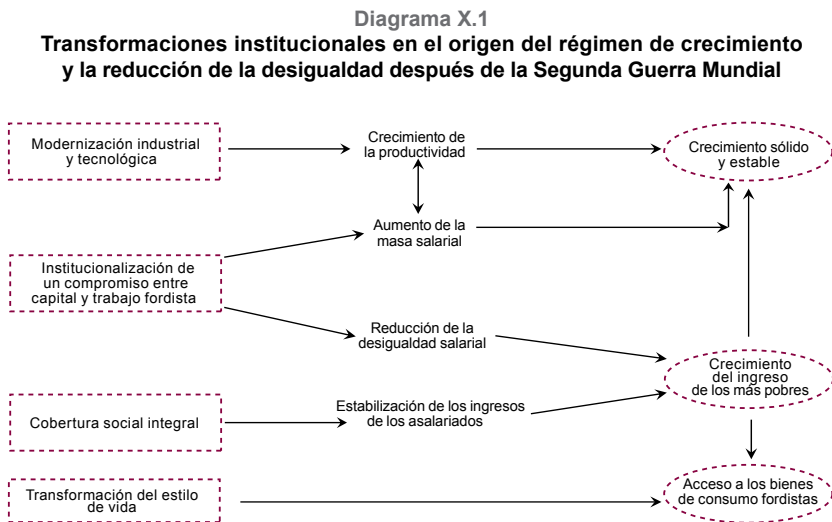 Diagrama X.1
Transformaciones institucionales en el origen del régimen de crecimiento
y la reducción de la desigualdad después de la Segunda Guerra Mundial
Modernización industrial
y tecnológica
Crecimiento de
la productividad
Crecimiento sólido
y estable
Aumento de la
masa salarial
Institucionalización de
un compromiso entre
capital y trabajo fordista
Reducción de la
desigualdad salarial
Crecimiento
del ingreso
de los más pobres
Cobertura social integral
Estabilización de los ingresos
de los asalariados
Transformación del estilo
de vida
Acceso a los bienes
de consumo fordistas